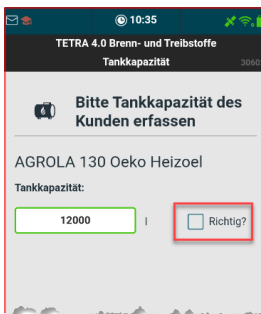 10:35
TETRA 4.0 Brenn- und Treibstoffe
Tankkapazität 3060
Bitte Tankkapazität des
Kunden erfassen
AGROLA 130 Oeko Heizoel
Tankkapazität:
12000 l Richtig?